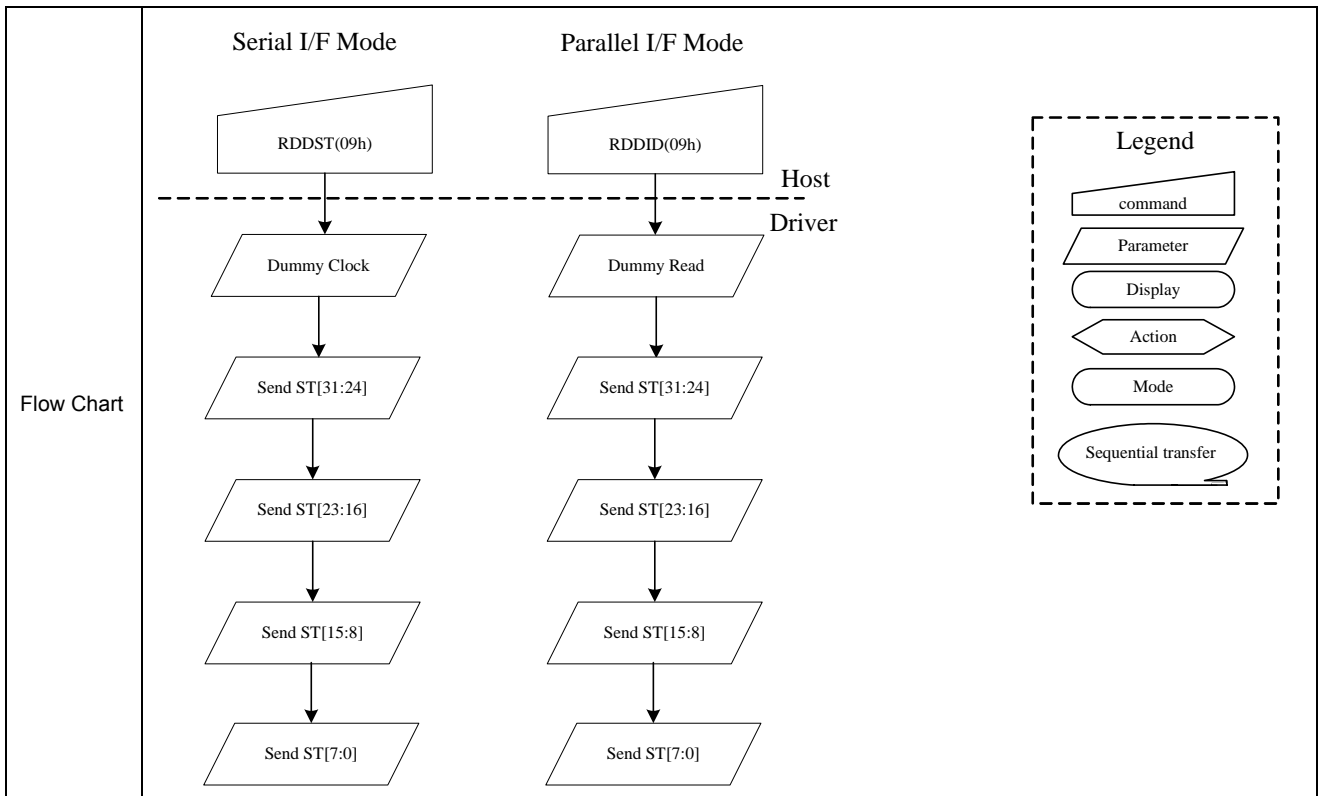 Flow Chart
Serial I/F Mode
RDDST(09h)
Dummy Clock
Send ST[31:24]
Send ST[23:16]
Send ST[15:8]
Send ST[7:0]
Parallel I/F Mode
RDDID(09h)
Dummy Read
Send ST[31:24]
Send ST[23:16]
Send ST[15:8]
Send ST[7:0]
Host
Driver
Legend
command
Parameter
Display
Action
Mode
Sequential transfer